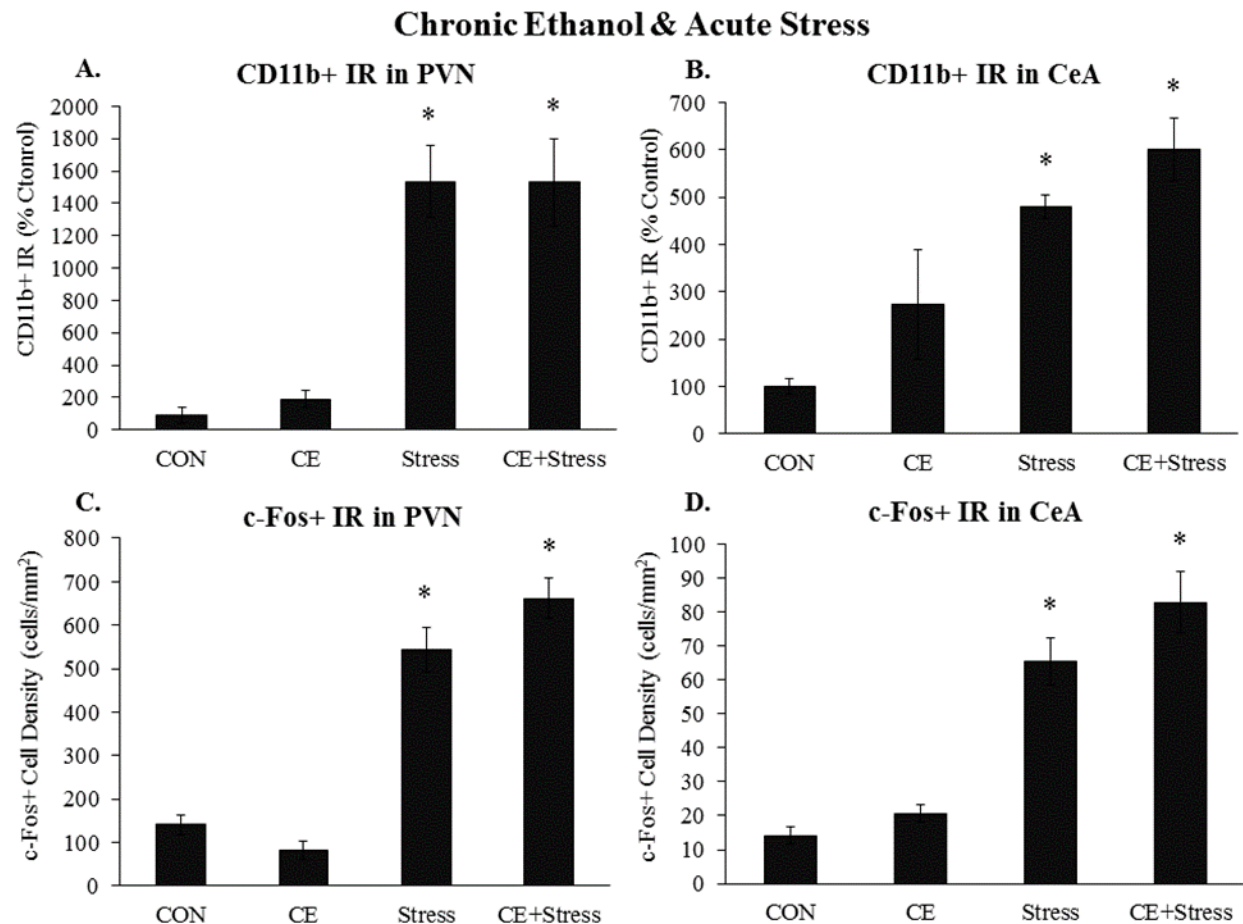 Chronic Ethanol & Acute Stress
A.
CD11b+ IR in PVN
CD11b+ IR (% Ctonrol)
2000
1800
1600
1400
1200
1000
800
600
400
200
0
*
*
CON CE Stress CE+Stress
B.
CD11b+ IR in CeA
CD11b+ IR (% Control)
700
600
500
400
300
200
100
0
*
*
CON CE Stress CE+Stress
C.
c-Fos+ IR in PVN
c-Fos+ Cell Density (cells/mm²)
800
700
600
500
400
300
200
100
0
*
*
CON CE Stress CE+Stress
D.
c-Fos+ IR in CeA
c-Fos+ Cell Density (cells/mm²)
100
90
80
70
60
50
40
30
20
10
0
*
*
CON CE Stress CE+Stress